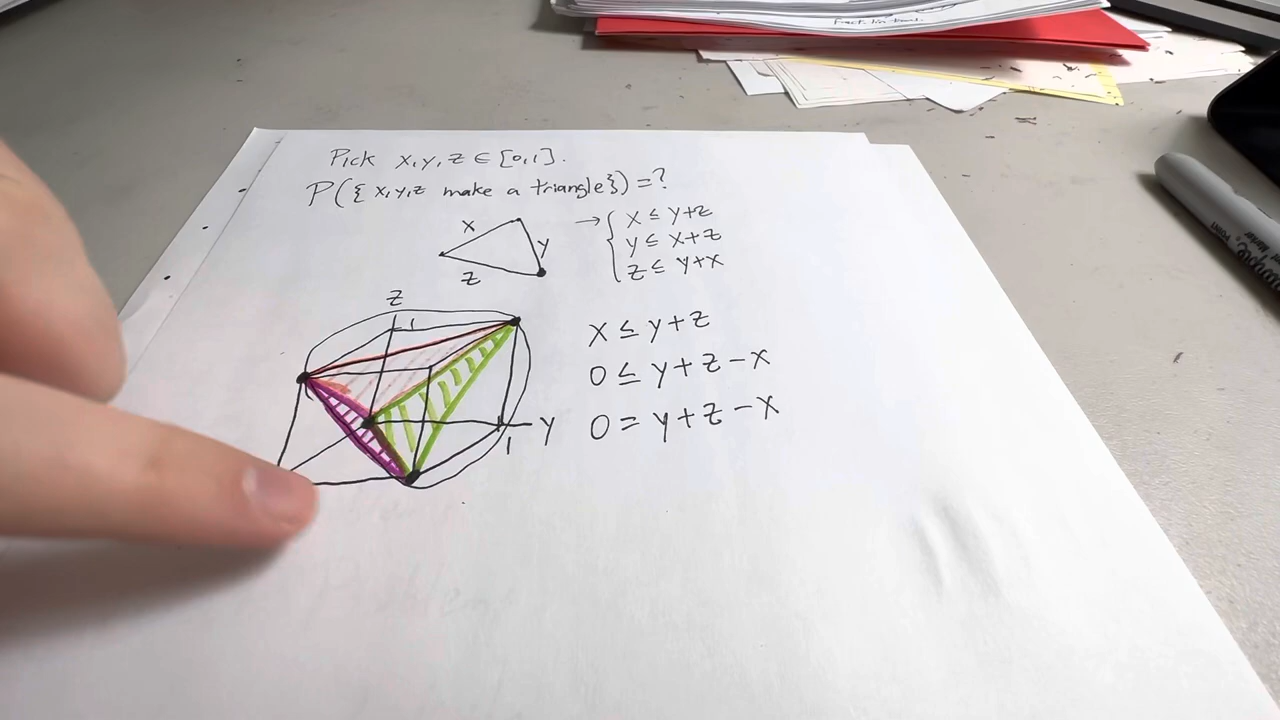 Pick x,y,z ∈ [0,1].
P({x,y,z make a triangle}) = ?
x
y
z
→ { x ≤ y+z
y ≤ x+z
z ≤ y+x
z
1
y
1
x ≤ y+z
0 ≤ y+z-x
0 = y+z-x